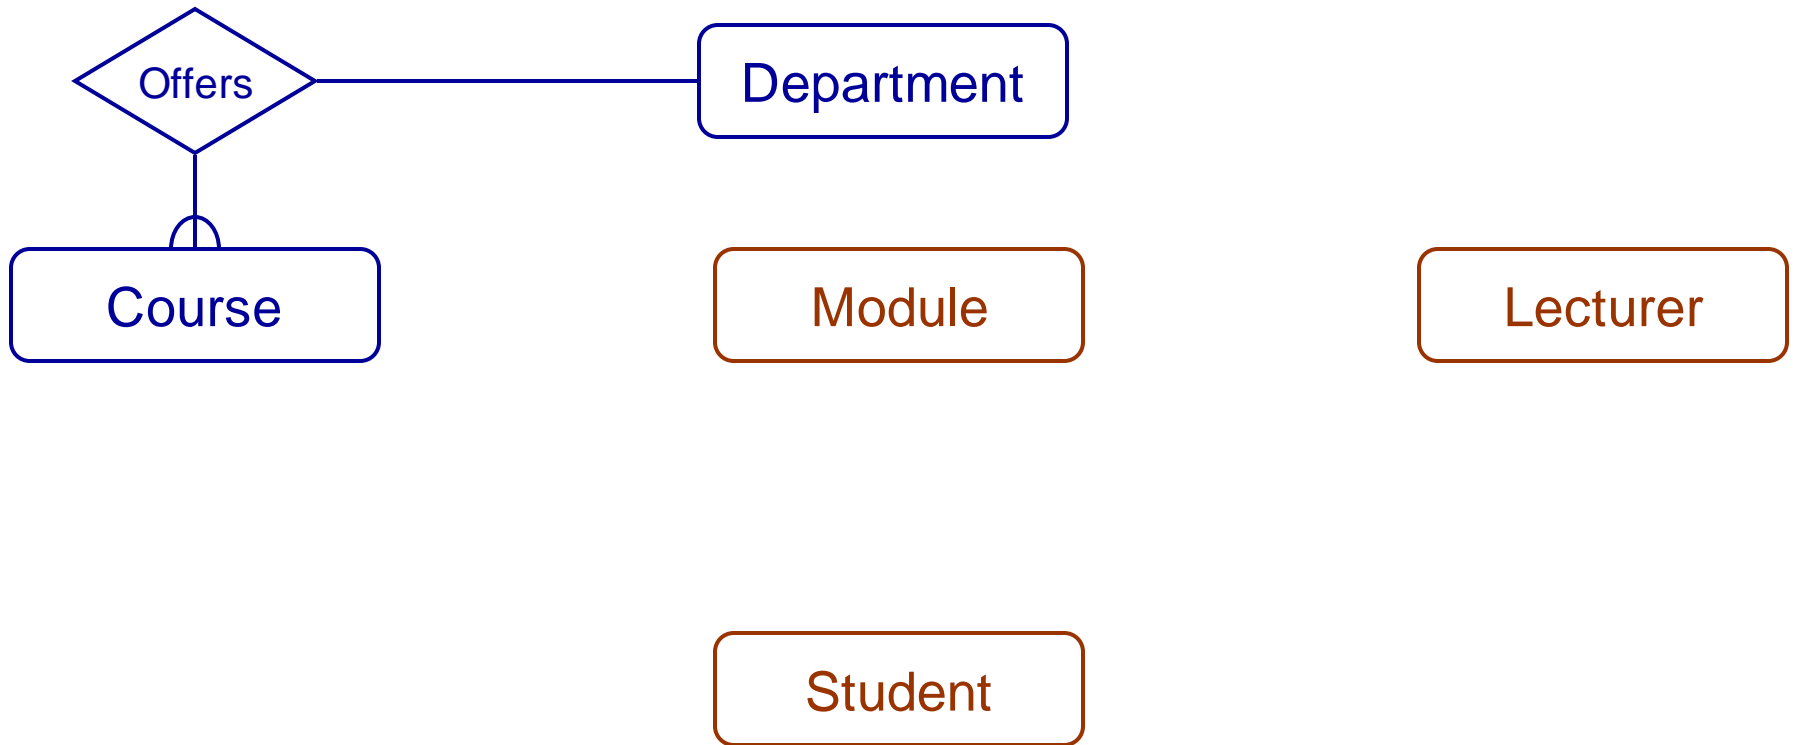 Offers
Department
Course
Module
Lecturer
Student